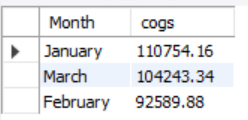 Month cogs
January 110754.16
March 104243.34
February 92589.88